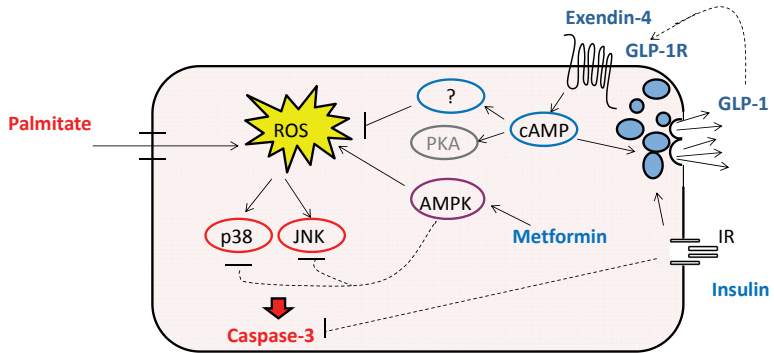 Exendin-4
GLP-1R
GLP-1
Palmitate
ROS
?
cAMP
PKA
AMPK
Metformin
p38
JNK
IR
Insulin
Caspase-3